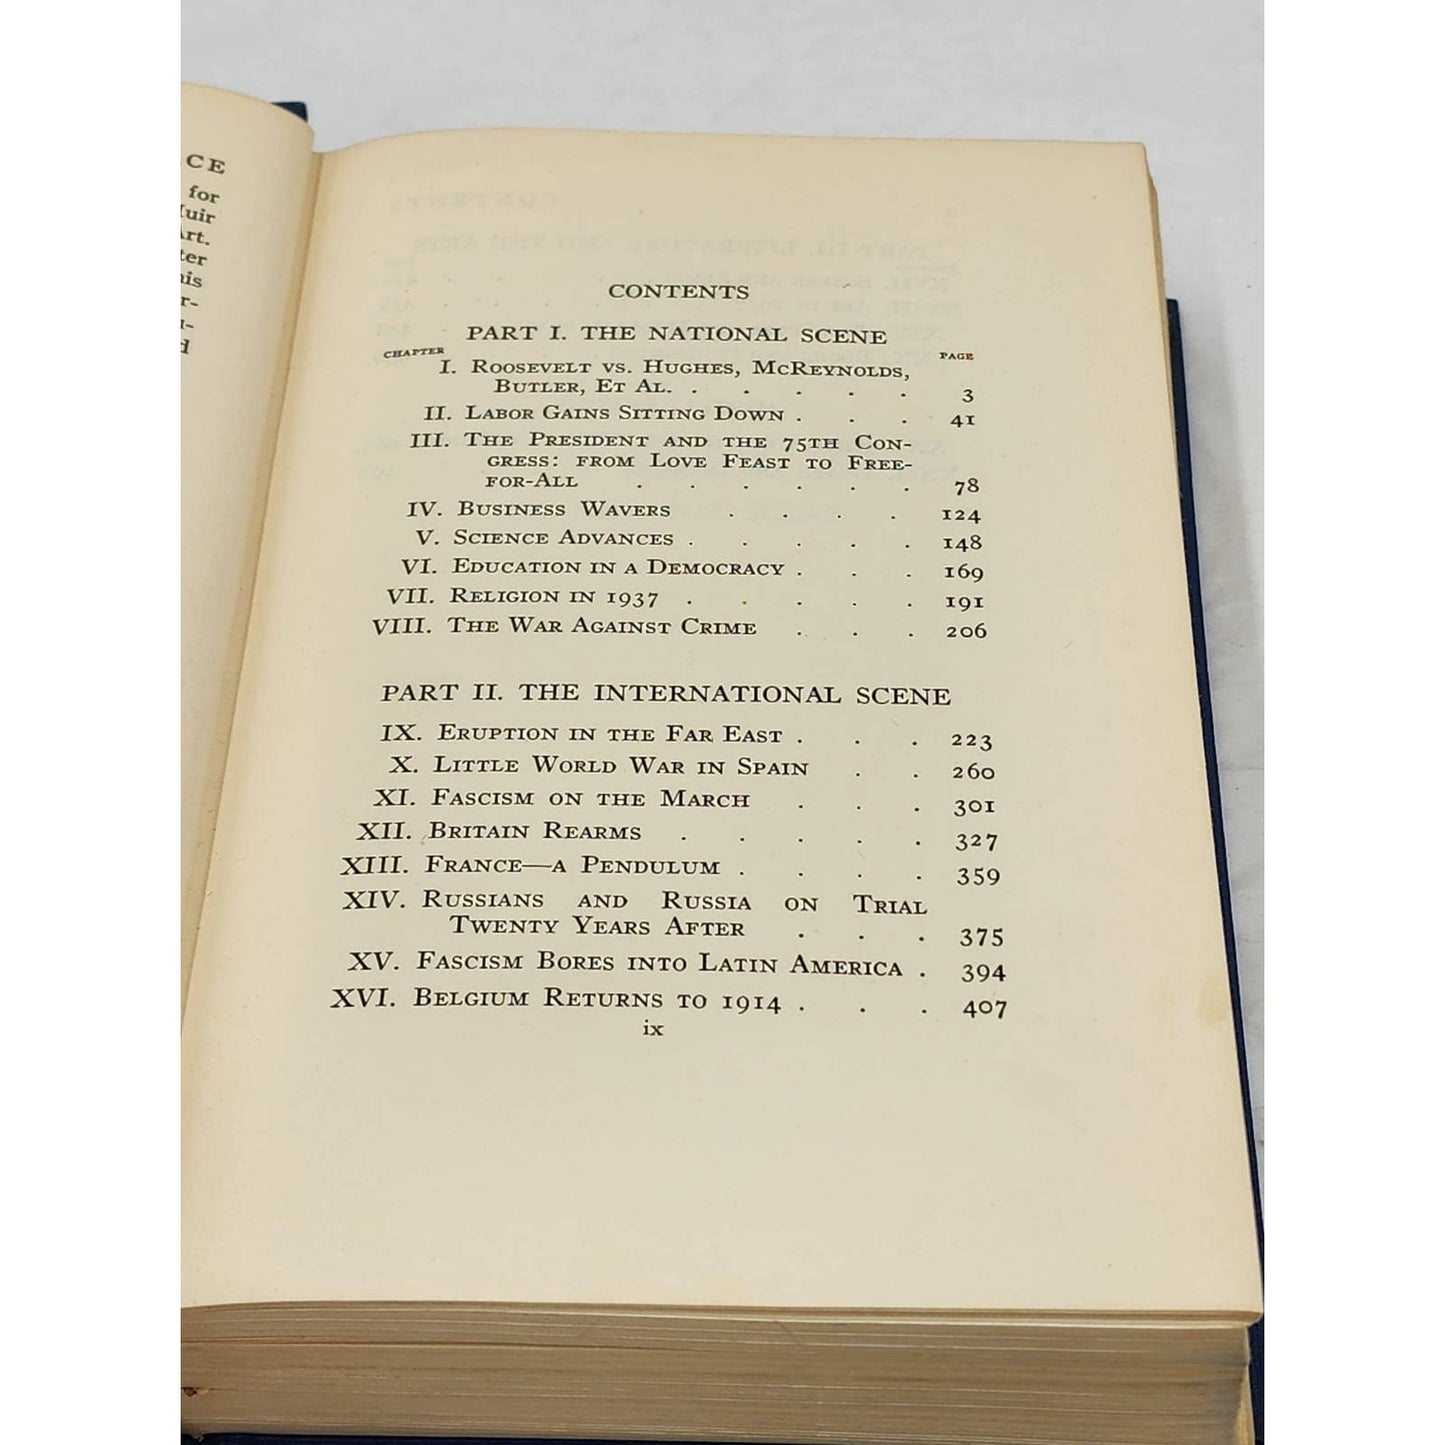 CE
for
uir
Art.
ter
his
r-
u-
d
CONTENTS
PART I. THE NATIONAL SCENE
CHAPTER PAGE
I. ROOSEVELT VS. HUGHES, MCREYNOLDS,
BUTLER, ET AL. . . . . . 3
II. LABOR GAINS SITTING DOWN . . . 41
III. THE PRESIDENT AND THE 75TH CON-
GRESS: FROM LOVE FEAST TO FREE-
FOR-ALL . . . . . . 78
IV. BUSINESS WAVERS . . . . 124
V. SCIENCE ADVANCES . . . . . 148
VI. EDUCATION IN A DEMOCRACY . . . 169
VII. RELIGION IN 1937 . . . . . 191
VIII. THE WAR AGAINST CRIME . . . 206
PART II. THE INTERNATIONAL SCENE
IX. ERUPTION IN THE FAR EAST . . . 223
X. LITTLE WORLD WAR IN SPAIN . . 260
XI. FASCISM ON THE MARCH . . . 301
XII. BRITAIN REARMS . . . . . 327
XIII. FRANCE—A PENDULUM . . . . 359
XIV. RUSSIANS AND RUSSIA ON TRIAL
TWENTY YEARS AFTER . . . 375
XV. FASCISM BORES INTO LATIN AMERICA . 394
XVI. BELGIUM RETURNS TO 1914 . . . 407
ix